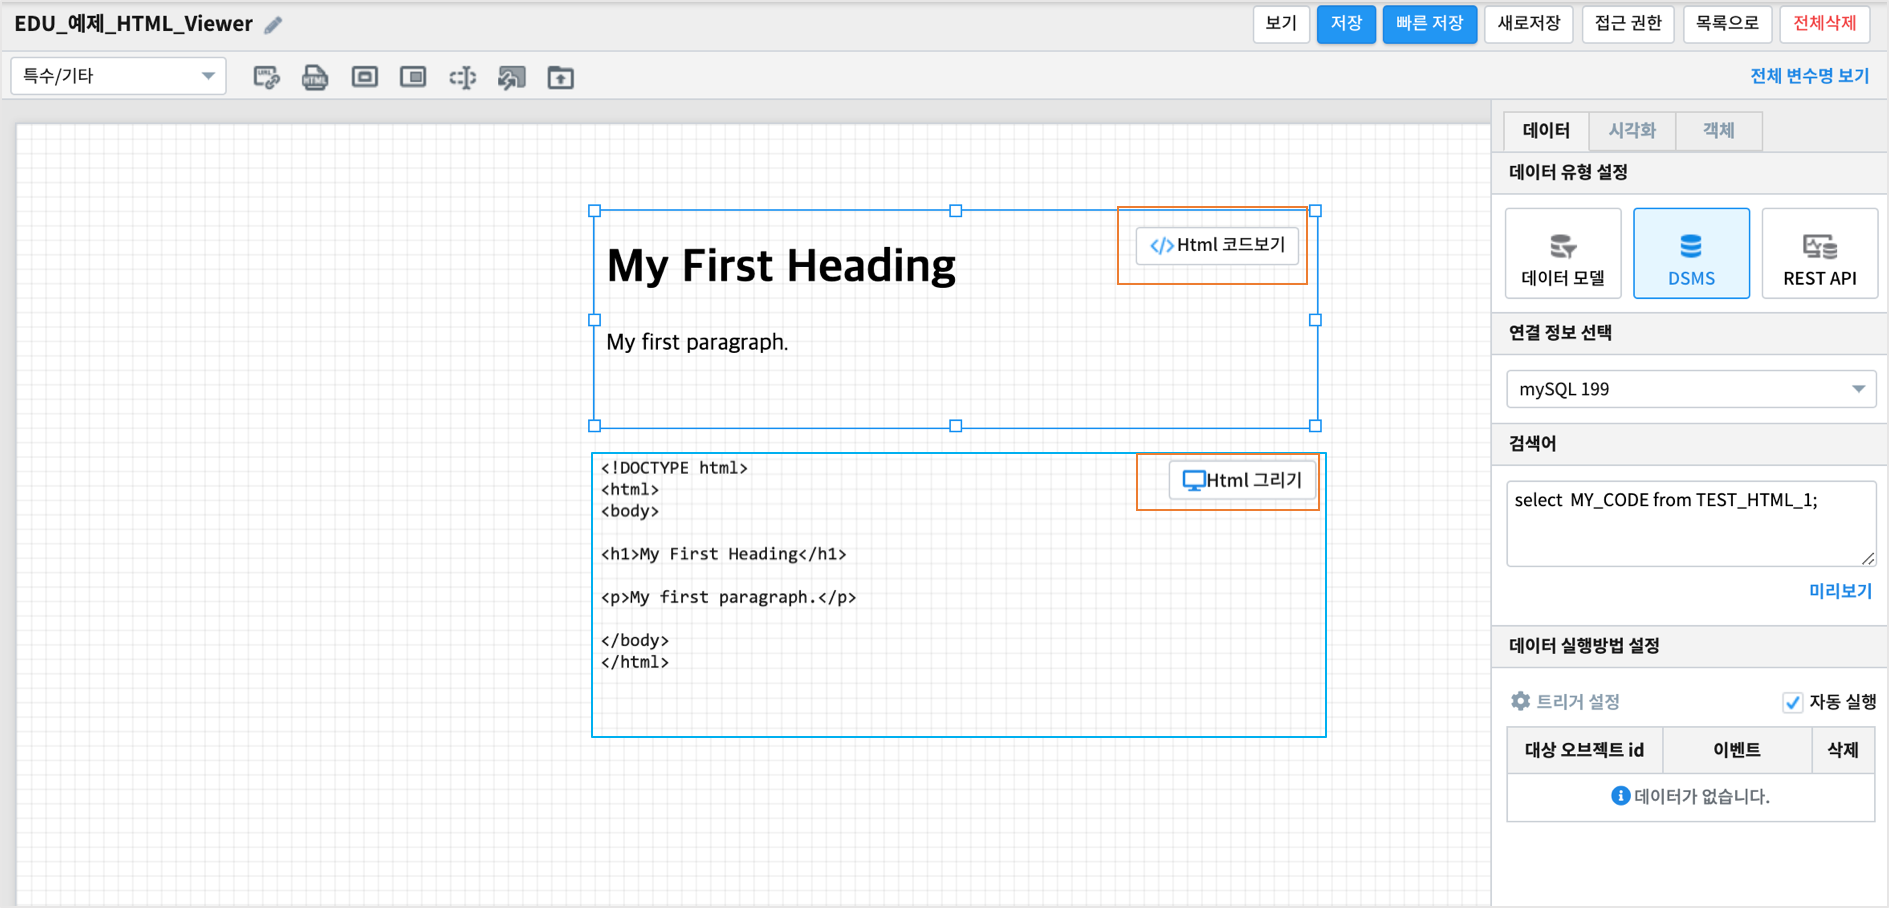 EDU_예제_HTML_Viewer
보기
저장
빠른 저장
새로저장
접근 권한
목록으로
전체삭제
특수/기타
URL
HTML
전체 변수명 보기
My First Heading
Html 코드보기
My first paragraph.
<!DOCTYPE html>
<html>
<body>
<h1>My First Heading</h1>
<p>My first paragraph.</p>
</body>
</html>
Html 그리기
데이터
시각화
객체
데이터 유형 설정
데이터 모델
DSMS
REST API
연결 정보 선택
mySQL 199
검색어
select  MY_CODE from TEST_HTML_1;
미리보기
데이터 실행방법 설정
트리거 설정
자동 실행
대상 오브젝트 id
이벤트
삭제
데이터가 없습니다.